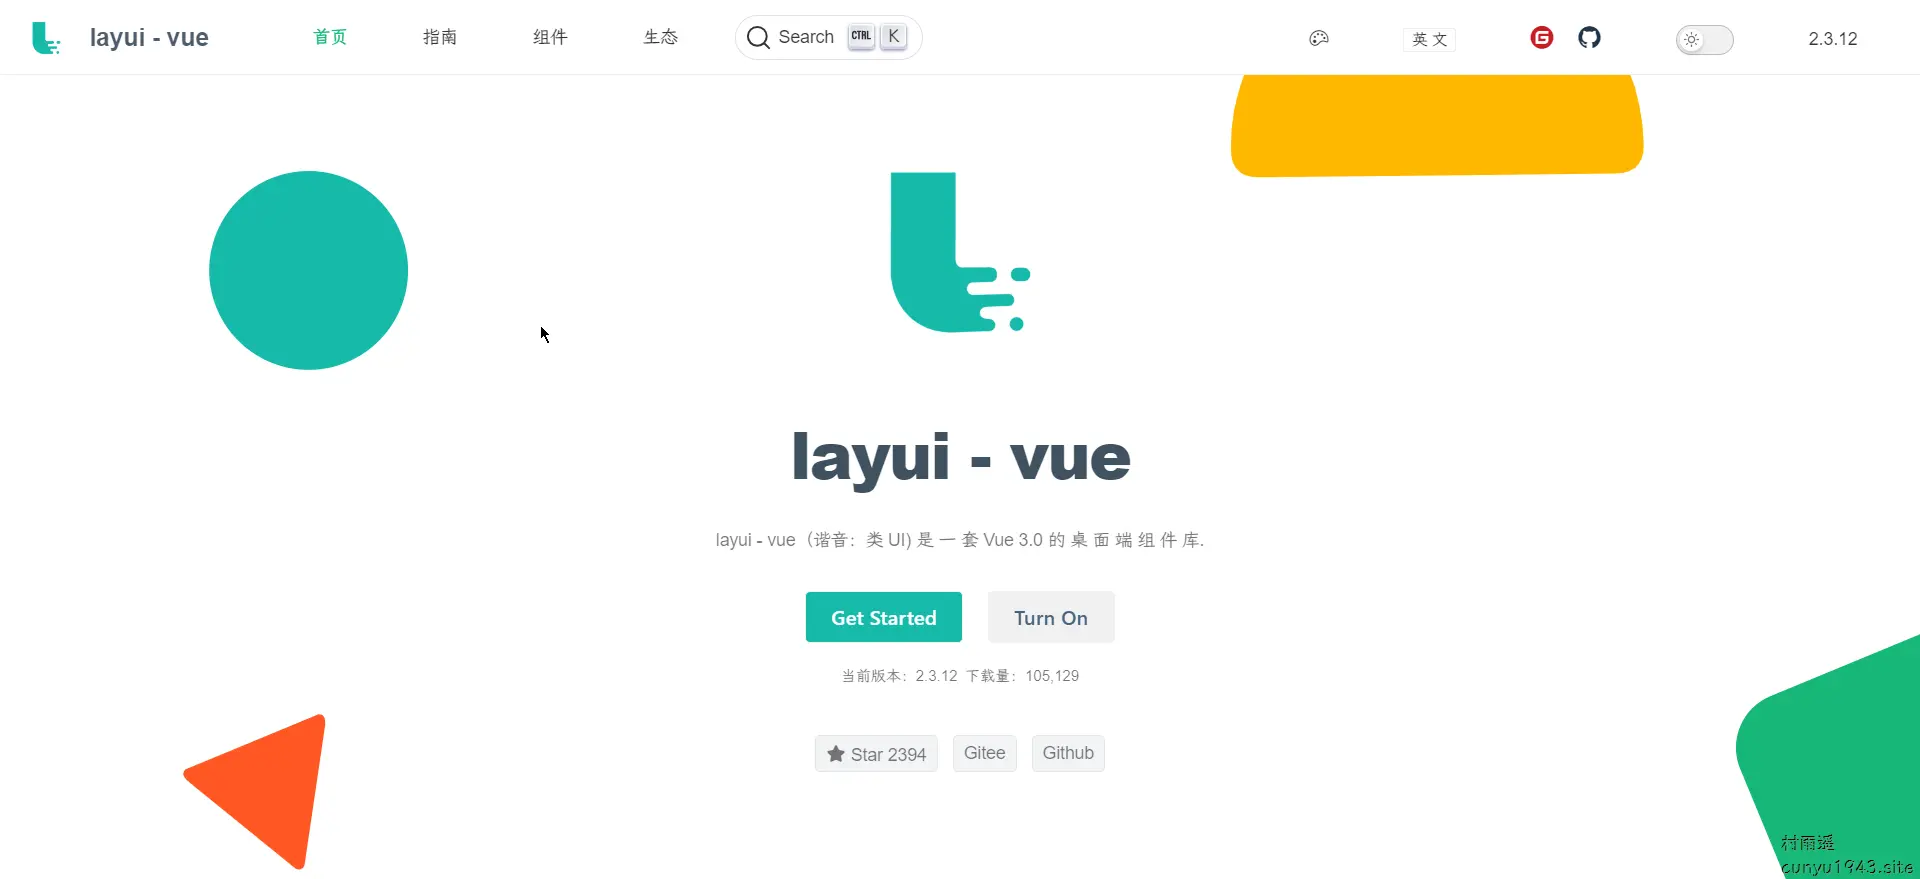 layui - vue 首页 指南 组件 生态 Search CTRL K 英文 2.3.12
layui - vue
layui - vue（谐音：类 UI) 是一套 Vue 3.0 的桌面端组件库.
Get Started Turn On
当前版本：2.3.12 下载量：105,129
Star 2394 Gitee Github
村雨遥
cunyu1943.site